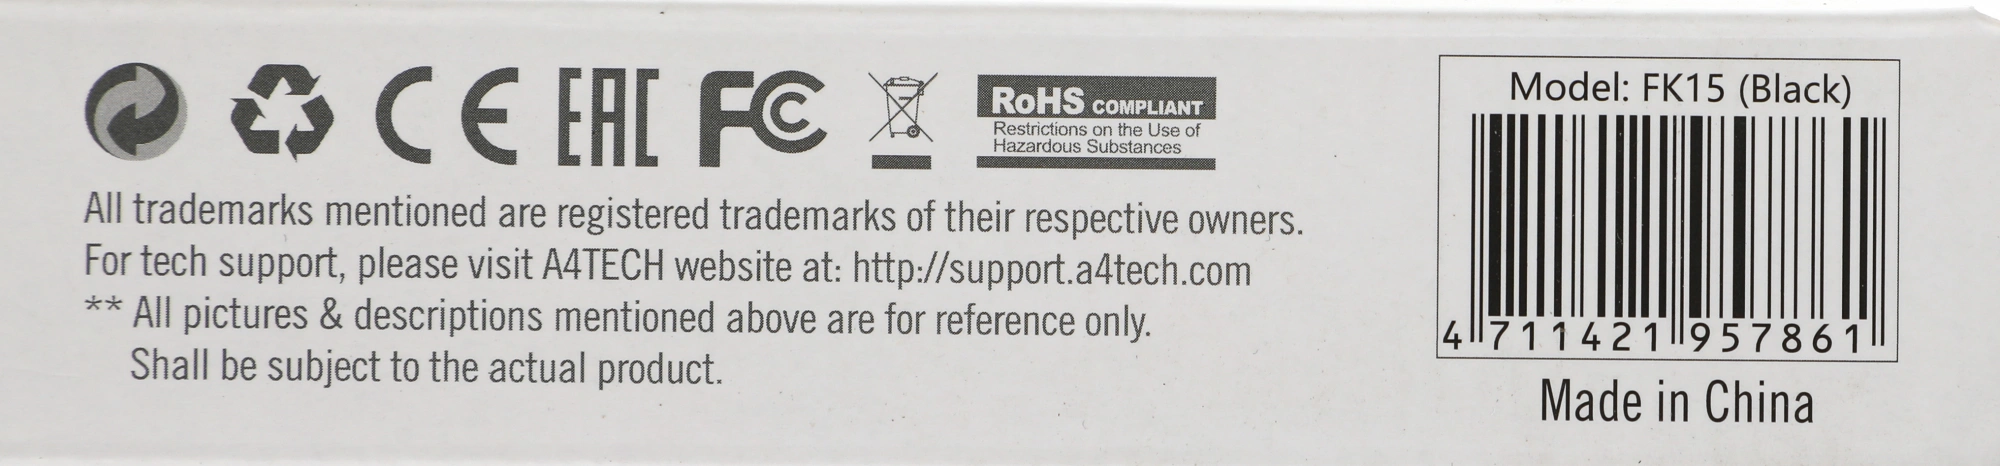 CE EAC FC
RoHS COMPLIANT
Restrictions on the Use of
Hazardous Substances
All trademarks mentioned are registered trademarks of their respective owners.
For tech support, please visit A4TECH website at: http://support.a4tech.com
** All pictures & descriptions mentioned above are for reference only.
Shall be subject to the actual product.
Model: FK15 (Black)
4 711421 957861
Made in China